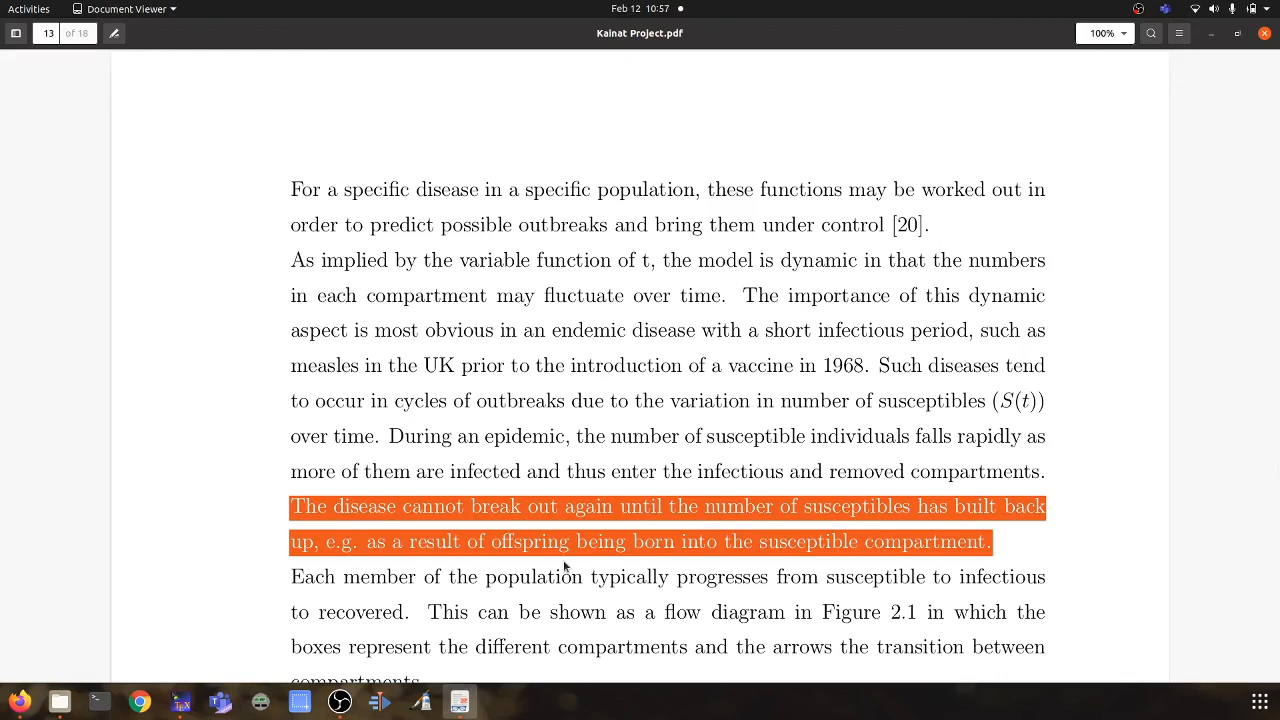 Activities
Document Viewer
Feb 12 10:57
13 of 18
Kainat Project.pdf
100%
For a specific disease in a specific population, these functions may be worked out in
order to predict possible outbreaks and bring them under control [20].
As implied by the variable function of t, the model is dynamic in that the numbers
in each compartment may fluctuate over time. The importance of this dynamic
aspect is most obvious in an endemic disease with a short infectious period, such as
measles in the UK prior to the introduction of a vaccine in 1968. Such diseases tend
to occur in cycles of outbreaks due to the variation in number of susceptibles (S(t))
over time. During an epidemic, the number of susceptible individuals falls rapidly as
more of them are infected and thus enter the infectious and removed compartments.
The disease cannot break out again until the number of susceptibles has built back
up, e.g. as a result of offspring being born into the susceptible compartment.
Each member of the population typically progresses from susceptible to infectious
to recovered. This can be shown as a flow diagram in Figure 2.1 in which the
boxes represent the different compartments and the arrows the transition between
compartments